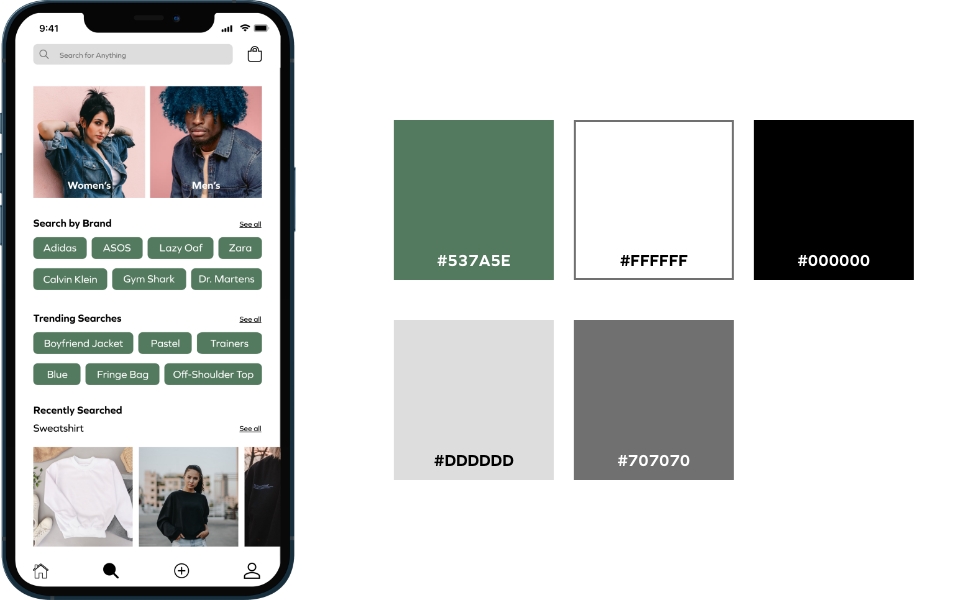 9:41
Search for Anything
Women's
Men's
Search by Brand
See all
Adidas
ASOS
Lazy Oaf
Zara
Calvin Klein
Gym Shark
Dr. Martens
Trending Searches
See all
Boyfriend Jacket
Pastel
Trainers
Blue
Fringe Bag
Off-Shoulder Top
Recently Searched
Sweatshirt
See all
#537A5E
#FFFFFF
#000000
#DDDDDD
#707070